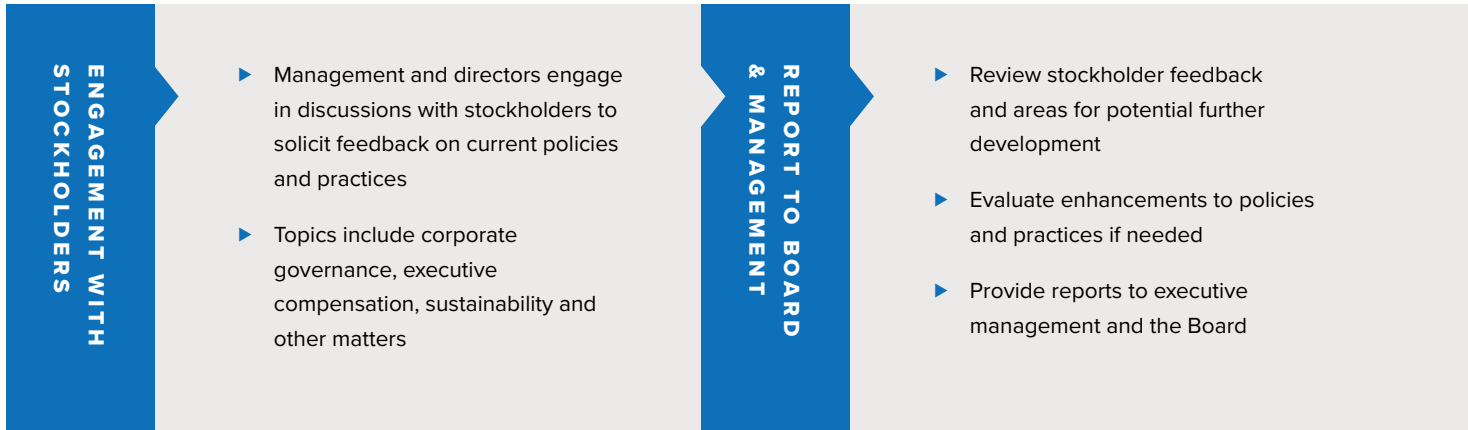 ENGAGEMENT WITH
STOCKHOLDERS
▶ Management and directors engage
in discussions with stockholders to
solicit feedback on current policies
and practices
▶ Topics include corporate
governance, executive
compensation, sustainability and
other matters
REPORT TO BOARD
& MANAGEMENT
▶ Review stockholder feedback
and areas for potential further
development
▶ Evaluate enhancements to policies
and practices if needed
▶ Provide reports to executive
management and the Board